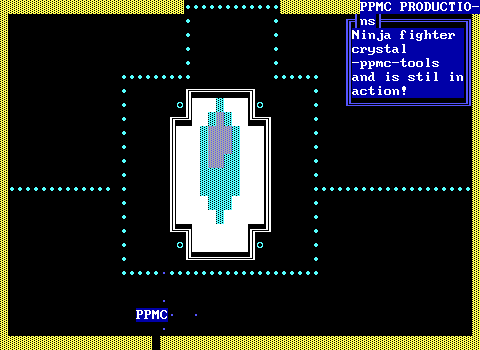 PPMC PRODUCTIO-
ns
Ninja fighter
crystal
-ppmc-tools
and is stil in
action!
PPMC